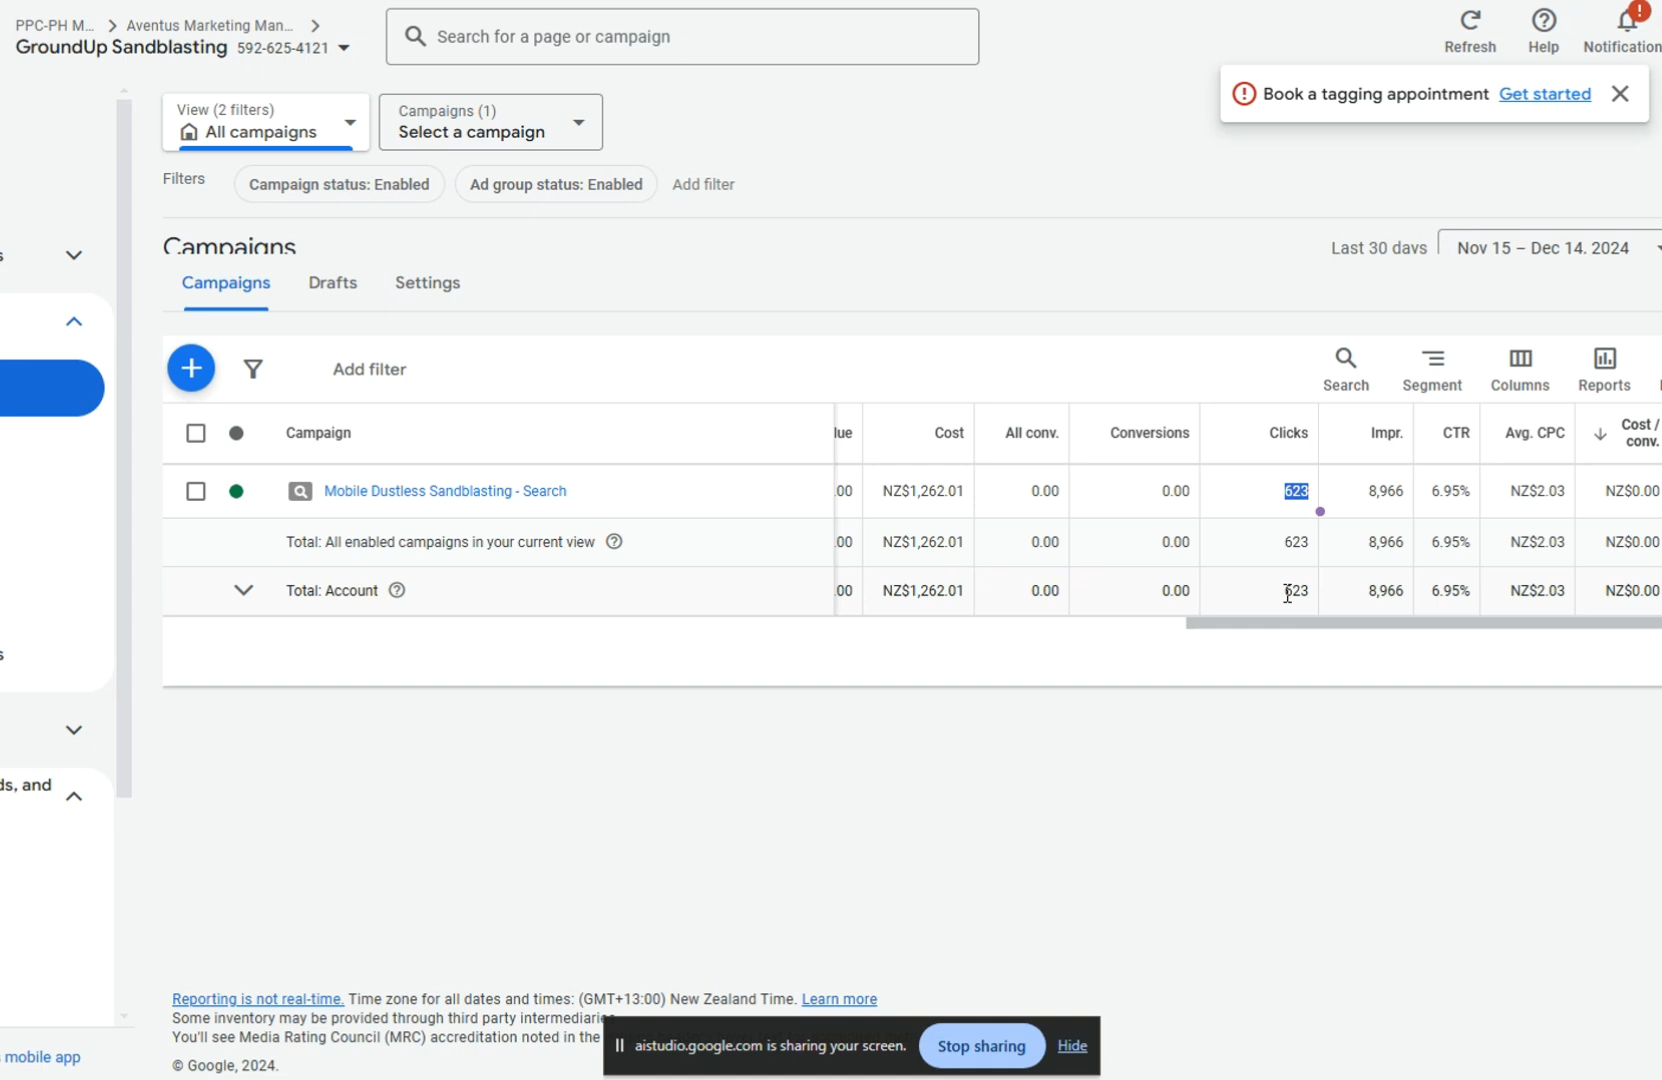 PPC-PH M... > Aventus Marketing Man... >
GroundUp Sandblasting 592-625-4121
Search for a page or campaign
Refresh
Help
Notification
!
Book a tagging appointment Get started
View (2 filters)
All campaigns
Campaigns (1)
Select a campaign
Filters
Campaign status: Enabled
Ad group status: Enabled
Add filter
Campaigns
Last 30 days
Nov 15 – Dec 14, 2024
Campaigns
Drafts
Settings
Add filter
Search
Segment
Columns
Reports
Campaign lue Cost All conv. Conversions Clicks Impr. CTR Avg. CPC Cost / conv.
Mobile Dustless Sandblasting - Search .00 NZ$1,262.01 0.00 0.00 623 8,966 6.95% NZ$2.03 NZ$0.00
Total: All enabled campaigns in your current view .00 NZ$1,262.01 0.00 0.00 623 8,966 6.95% NZ$2.03 NZ$0.00
Total: Account .00 NZ$1,262.01 0.00 0.00 623 8,966 6.95% NZ$2.03 NZ$0.00
s
s
ds, and
mobile app
Reporting is not real-time. Time zone for all dates and times: (GMT+13:00) New Zealand Time. Learn more
Some inventory may be provided through third party intermediaries
You'll see Media Rating Council (MRC) accreditation noted in the
© Google, 2024.
aistudio.google.com is sharing your screen.
Stop sharing
Hide